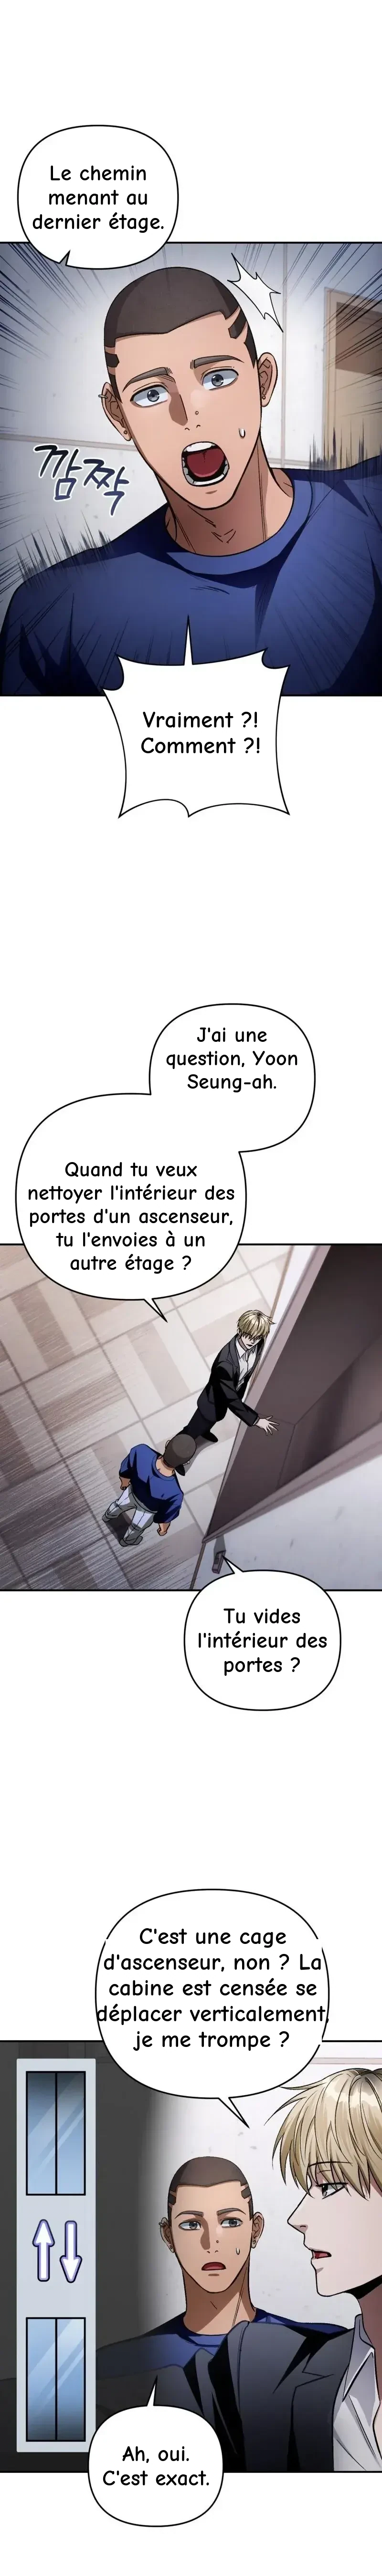 Le chemin
menant au
dernier étage.
깜짝
Vraiment ?!
Comment ?!
J'ai une
question, Yoon
Seung-ah.
Quand tu veux
nettoyer l'intérieur des
portes d'un ascenseur,
tu l'envoies à un
autre étage ?
Tu vides
l'intérieur des
portes ?
C'est une cage
d'ascenseur, non ? La
cabine est censée se
déplacer verticalement,
je me trompe ?
Ah, oui.
C'est exact.